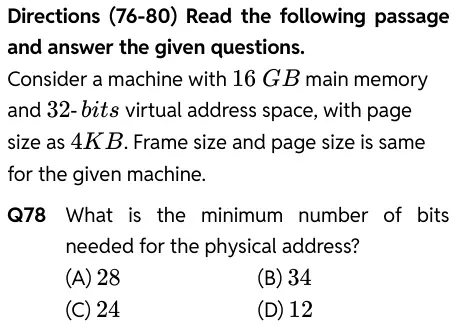 Directions (76-80) Read the following passage
and answer the given questions.
Consider a machine with 16 GB main memory
and 32-bits virtual address space, with page
size as 4KB. Frame size and page size is same
for the given machine.
Q78 What is the minimum number of bits
needed for the physical address?
(A) 28 (B) 34
(C) 24 (D) 12